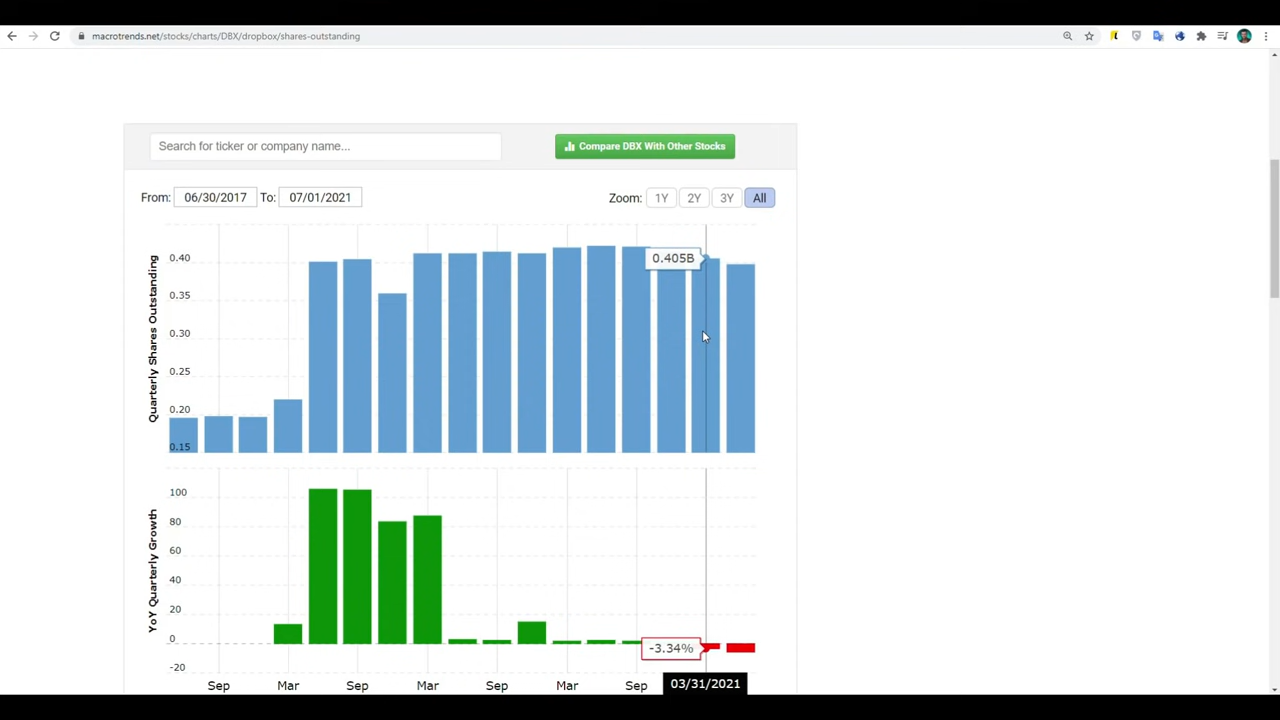 macrotrends.net/stocks/charts/DBX/dropbox/shares-outstanding
Search for ticker or company name...
Compare DBX With Other Stocks
From: 06/30/2017 To: 07/01/2021
Zoom: 1Y 2Y 3Y All
Quarterly Shares Outstanding
0.40
0.35
0.30
0.25
0.20
0.15
0.405B
YoY Quarterly Growth
100
80
60
40
20
0
-20
-3.34%
Sep Mar Sep Mar Sep Mar Sep 03/31/2021